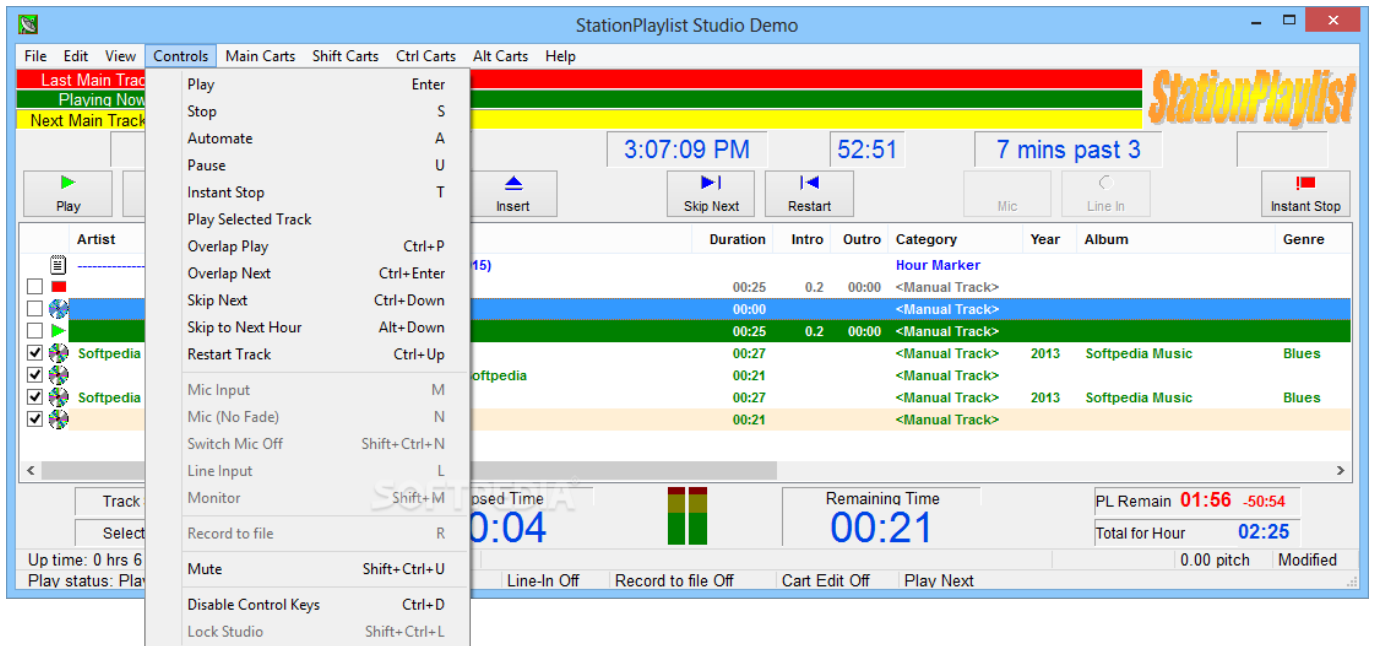 StationPlaylist Studio Demo
File Edit View Controls Main Carts Shift Carts Ctrl Carts Alt Carts Help
Last Main Trac
Playing Now
Next Main Track
StationPlaylist
Play Enter
Stop S
Automate A
Pause U
Instant Stop T
Play Selected Track
Overlap Play Ctrl+P
Overlap Next Ctrl+Enter
Skip Next Ctrl+Down
Skip to Next Hour Alt+Down
Restart Track Ctrl+Up
Mic Input M
Mic (No Fade) N
Switch Mic Off Shift+Ctrl+N
Line Input L
Monitor Shift+M
Record to file R
Mute Shift+Ctrl+U
Disable Control Keys Ctrl+D
Lock Studio Shift+Ctrl+L
3:07:09 PM 52:51 7 mins past 3
Play Insert Skip Next Restart Mic Line In Instant Stop
Artist Duration Intro Outro Category Year Album Genre
15) Hour Marker
00:25 0.2 00:00 <Manual Track>
00:00 <Manual Track>
00:25 0.2 00:00 <Manual Track>
Softpedia 00:27 <Manual Track> 2013 Softpedia Music Blues
oftpedia 00:21 <Manual Track>
Softpedia 00:27 <Manual Track> 2013 Softpedia Music Blues
00:21 <Manual Track>
SOFTPEDIA
Track psed Time Remaining Time PL Remain 01:56 -50:54
Select 0:04 00:21 Total for Hour 02:25
Up time: 0 hrs 6 0.00 pitch Modified
Play status: Pla Line-In Off Record to file Off Cart Edit Off Play Next